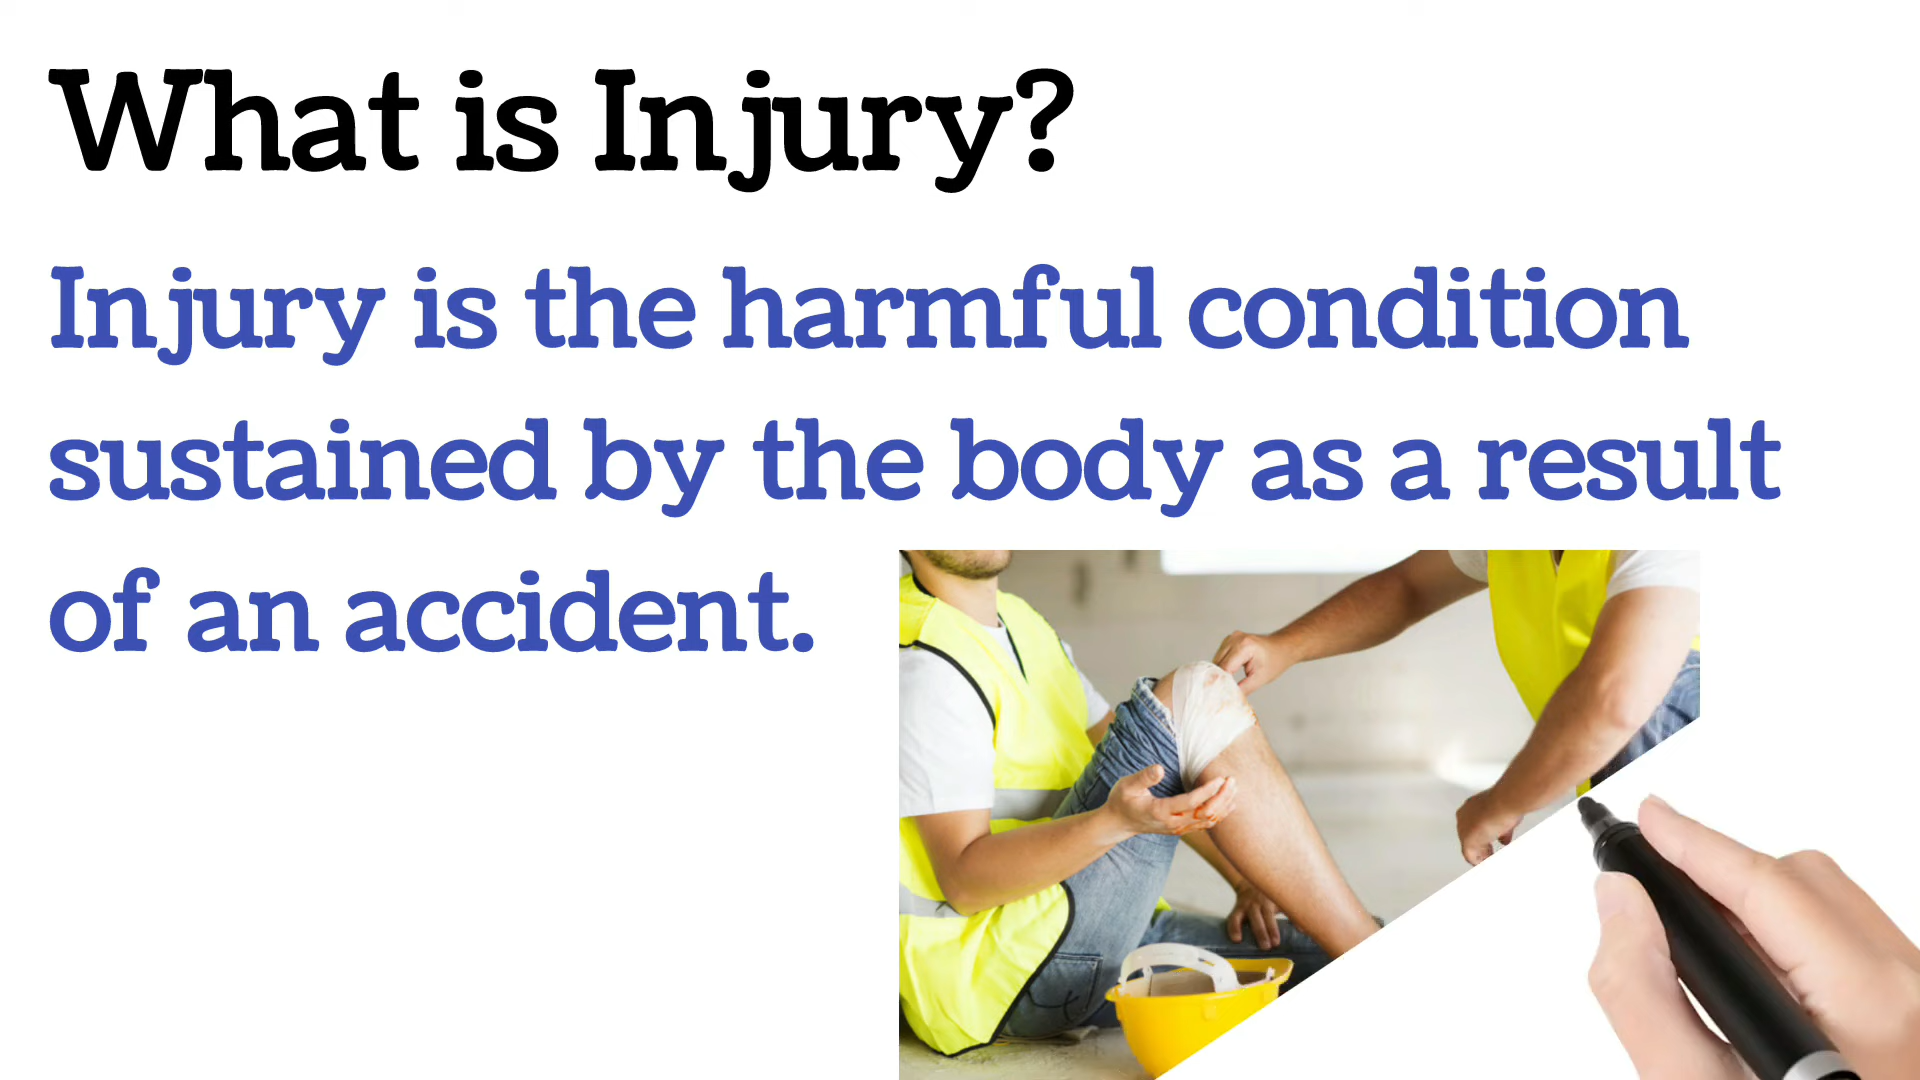 What is Injury?
Injury is the harmful condition
sustained by the body as a result
of an accident.